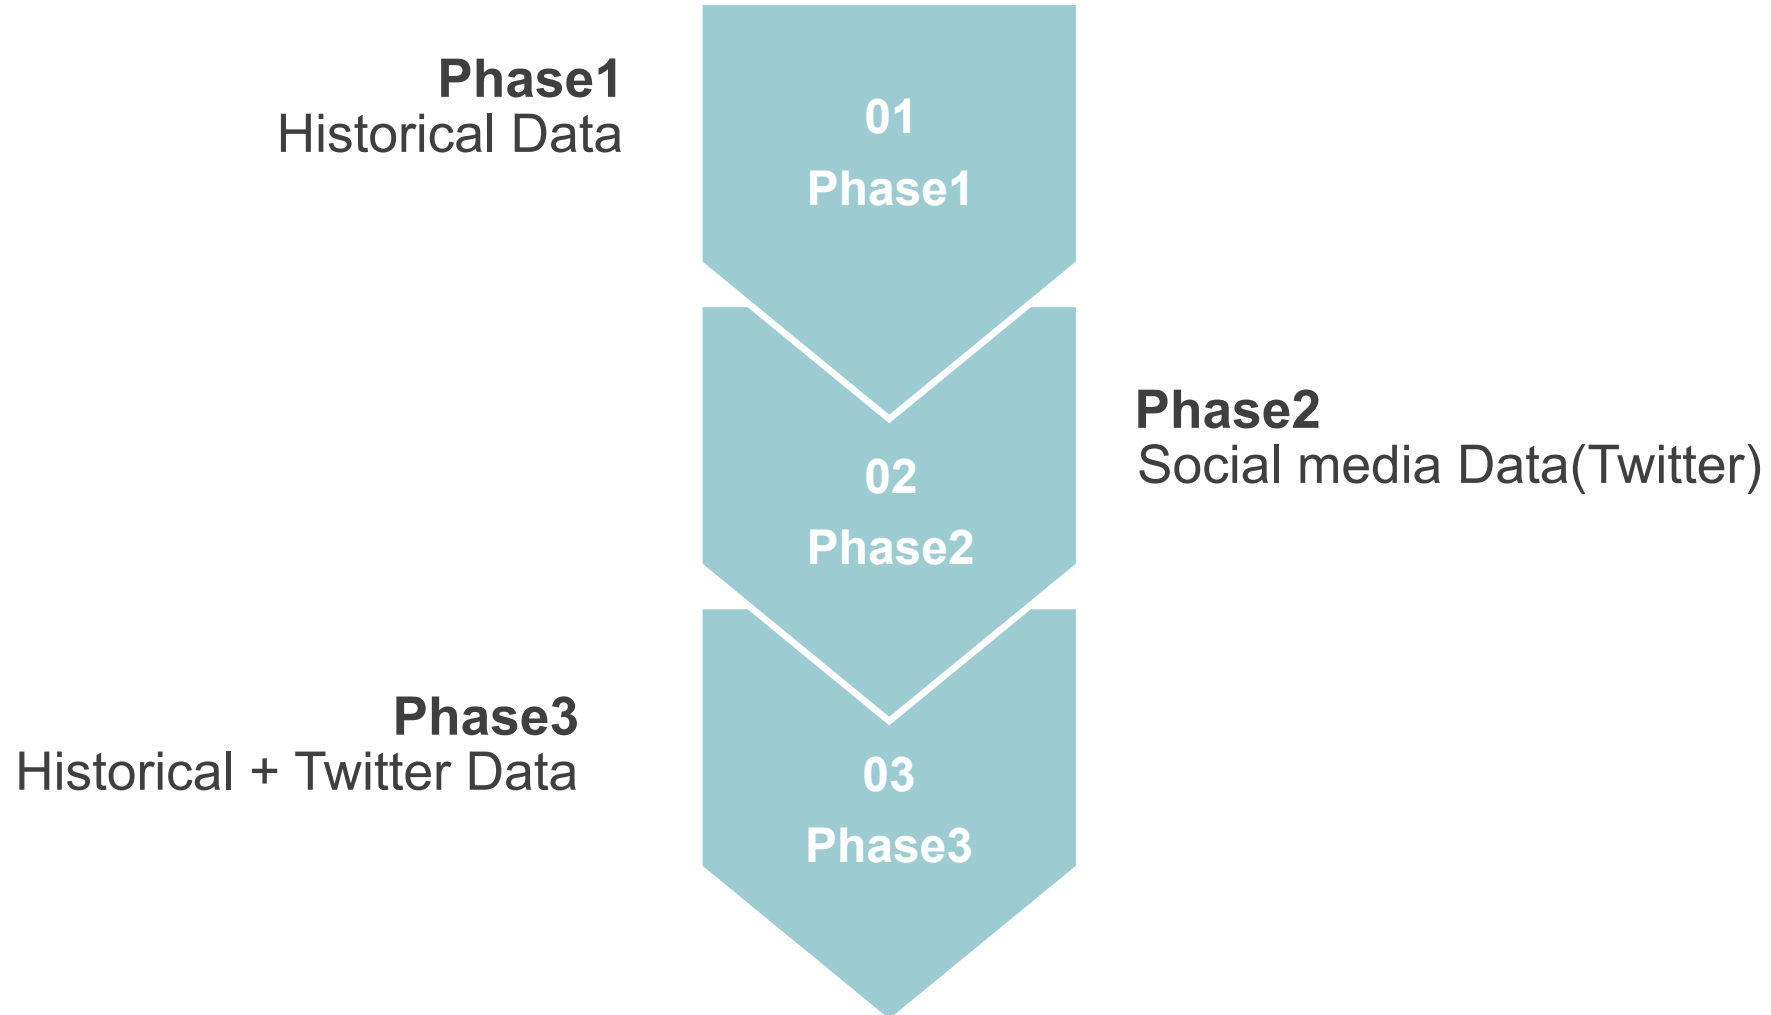 Phase1
Historical Data
01
Phase1
Phase2
Social media Data(Twitter)
02
Phase2
Phase3
Historical + Twitter Data
03
Phase3